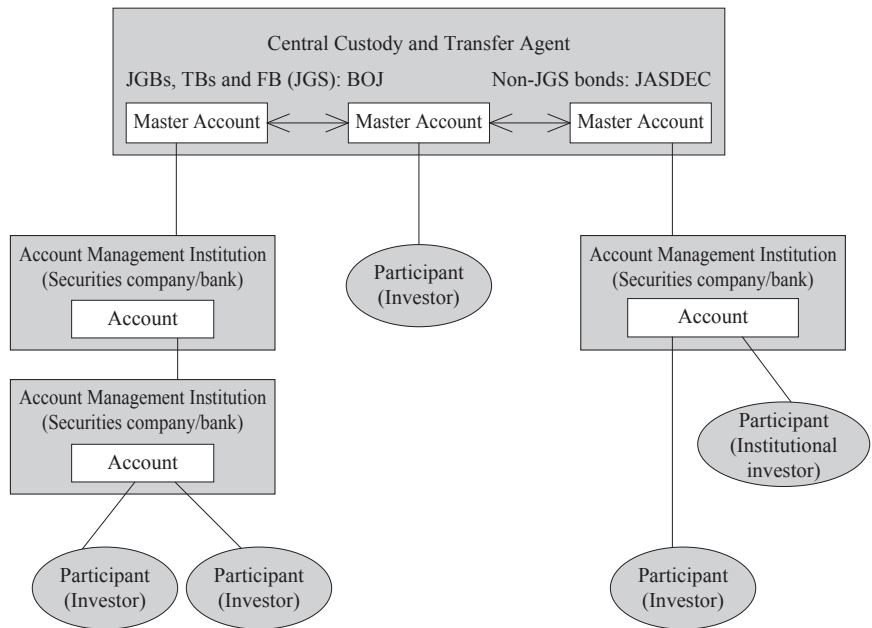 Central Custody and Transfer Agent
JGBs, TBs and FB (JGS): BOJ
Non-JGS bonds: JASDEC
Master Account
Master Account
Master Account
Account Management Institution
(Securities company/bank)
Account
Participant
(Investor)
Account Management Institution
(Securities company/bank)
Account
Account Management Institution
(Securities company/bank)
Account
Participant
(Institutional
investor)
Participant
(Investor)
Participant
(Investor)
Participant
(Investor)